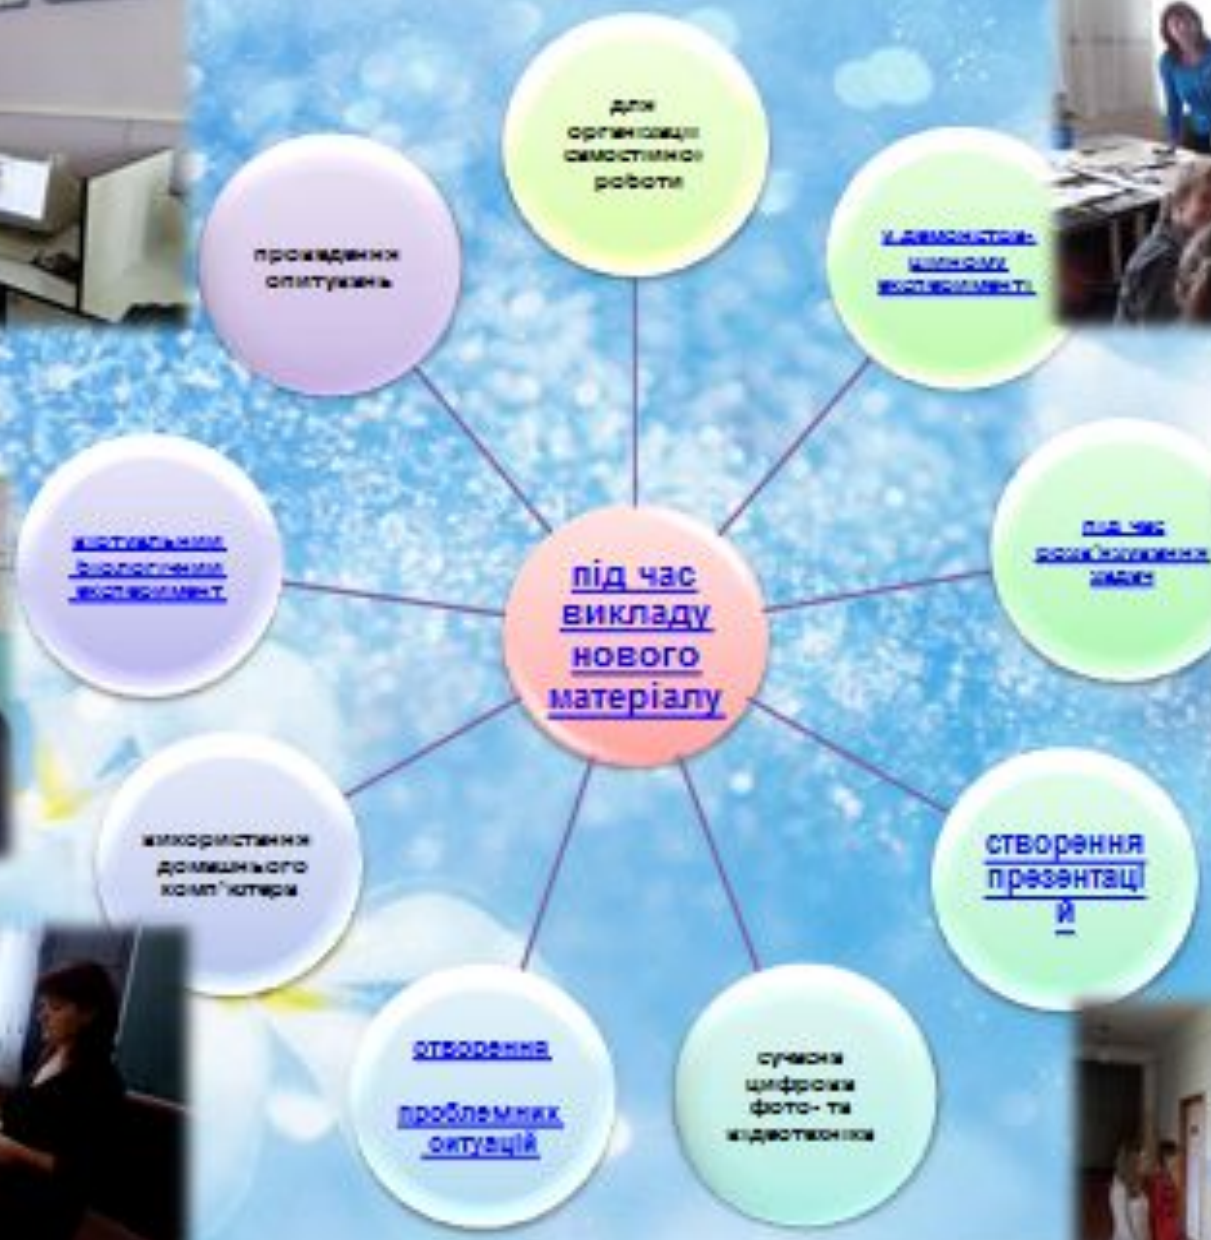 для
організації
самостійної
роботи
у демонстра-
ційному
експерименті
під час
розв'язування
задач
створення
презентаці
й
сучасна
цифрова
фото- та
відеотехніка
створення
проблемних
ситуацій
використання
домашнього
комп'ютера
віртуальний
біологічний
експеримент
проведення
опитувань
під час
викладу
нового
матеріалу